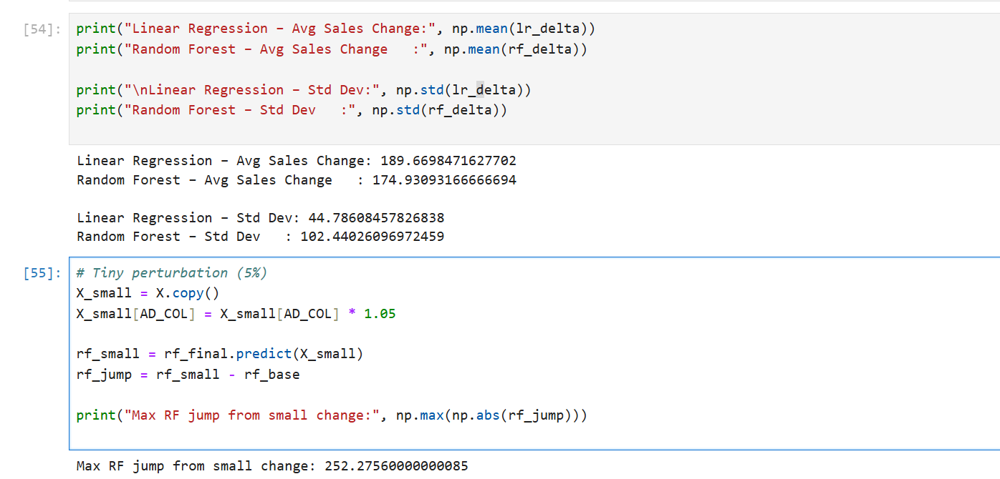 [54]:
print("Linear Regression – Avg Sales Change:", np.mean(lr_delta))
print("Random Forest – Avg Sales Change   :", np.mean(rf_delta))
print("\nLinear Regression – Std Dev:", np.std(lr_delta))
print("Random Forest – Std Dev   :", np.std(rf_delta))
Linear Regression – Avg Sales Change: 189.6698471627702
Random Forest – Avg Sales Change   : 174.93093166666694
Linear Regression – Std Dev: 44.78608457826838
Random Forest – Std Dev   : 102.44026096972459
[55]:
# Tiny perturbation (5%)
X_small = X.copy()
X_small[AD_COL] = X_small[AD_COL] * 1.05
rf_small = rf_final.predict(X_small)
rf_jump = rf_small - rf_base
print("Max RF jump from small change:", np.max(np.abs(rf_jump)))
Max RF jump from small change: 252.27560000000085